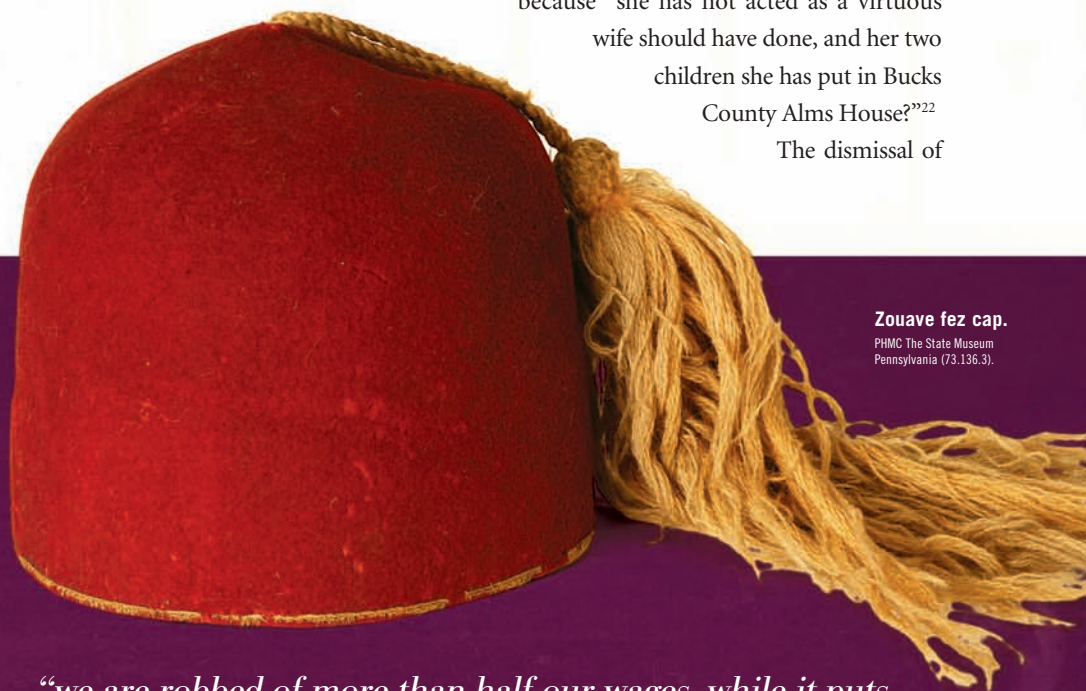 because “she has not acted as a virtuous
wife should have done, and her two
children she has put in Bucks
County Alms House?”22
The dismissal of
Zouave fez cap.
PHMC The State Museum
Pennsylvania (73.136.3).
“we are robbed of more than half our wages, while it puts